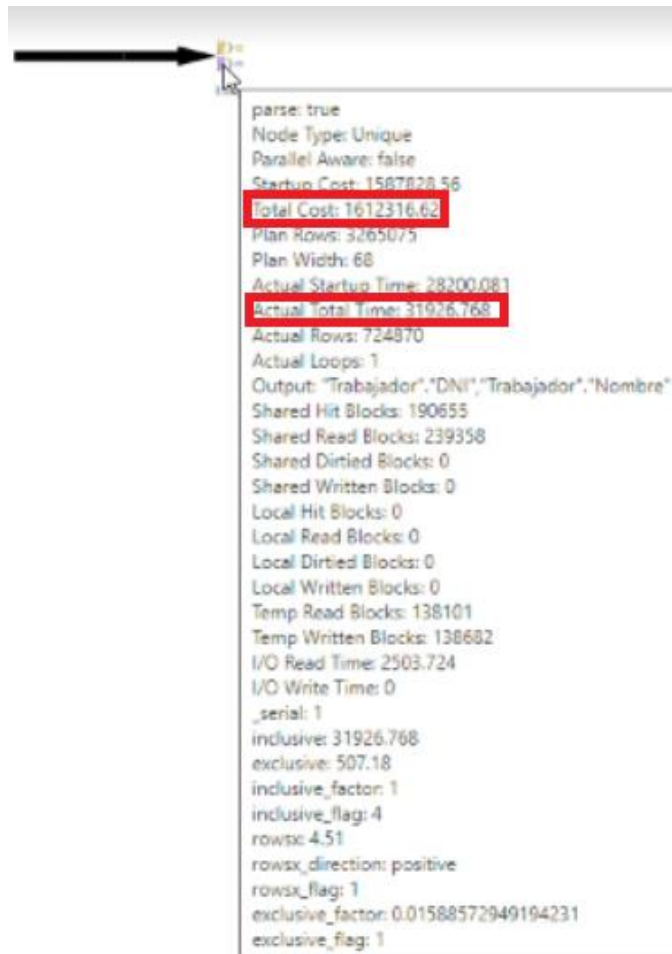 parse: true
Node Type: Unique
Parallel Aware: false
Startup Cost: 1587828.56
Total Cost: 1612316.62
Plan Rows: 3265075
Plan Width: 68
Actual Startup Time: 28200.081
Actual Total Time: 31926.768
Actual Rows: 724870
Actual Loops: 1
Output: "Trabajador"."DNI","Trabajador"."Nombre"
Shared Hit Blocks: 190655
Shared Read Blocks: 239358
Shared Dirtied Blocks: 0
Shared Written Blocks: 0
Local Hit Blocks: 0
Local Read Blocks: 0
Local Dirtied Blocks: 0
Local Written Blocks: 0
Temp Read Blocks: 138101
Temp Written Blocks: 138682
I/O Read Time: 2503.724
I/O Write Time: 0
_serial: 1
inclusive: 31926.768
exclusive: 507.18
inclusive_factor: 1
inclusive_flag: 4
rowsx: 4.51
rowsx_direction: positive
rowsx_flag: 1
exclusive_factor: 0.01588572949194231
exclusive_flag: 1